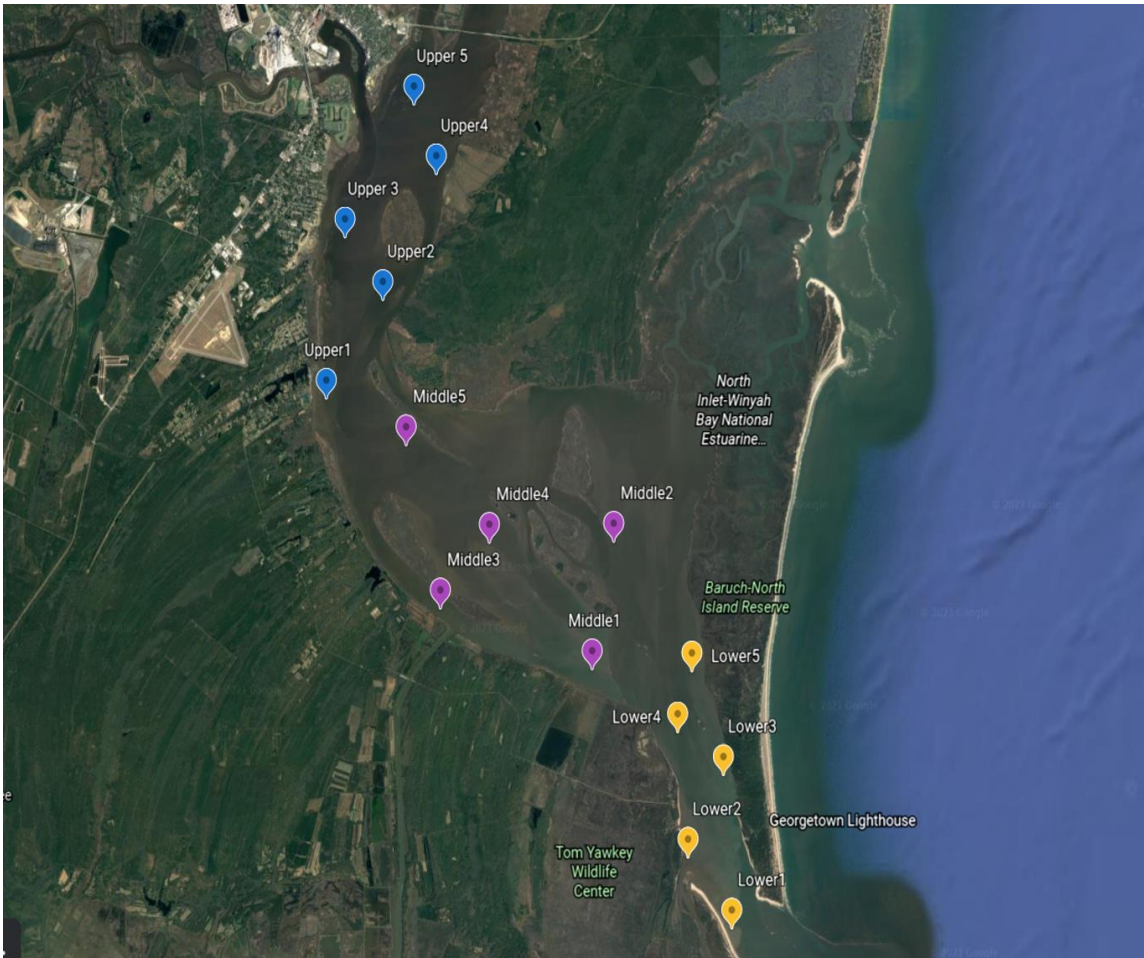 Upper 5
Upper4
Upper 3
Upper2
Upper1
Middle5
North
Inlet-Winyah
Bay National
Estuarine...
Middle4
Middle2
Middle3
Baruch-North
Island Reserve
Middle1
Lower5
Lower4
Lower3
Lower2
Georgetown Lighthouse
Tom Yawkey
Wildlife
Center
Lower1